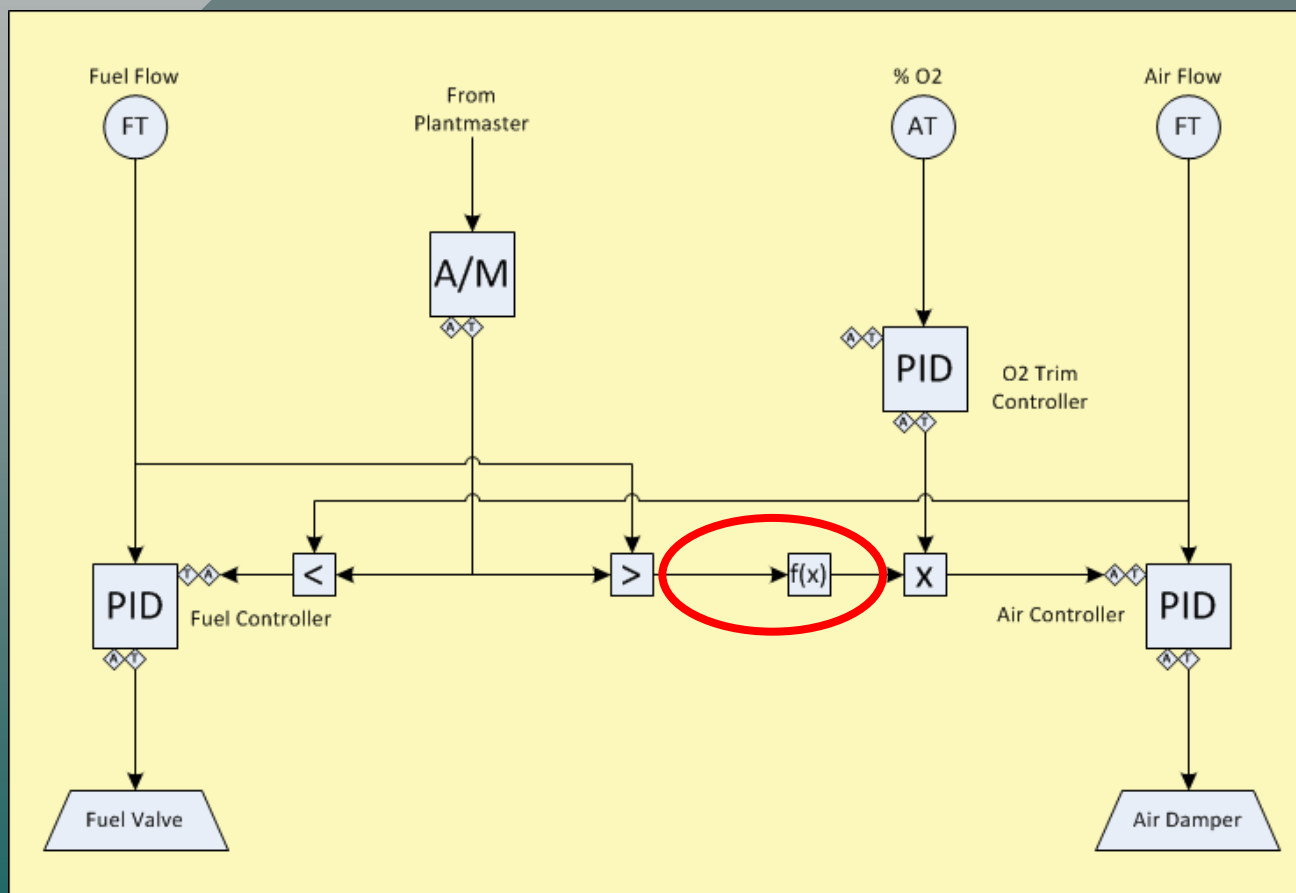 Fuel Flow
FT
From
Plantmaster
% O2
AT
Air Flow
FT
A/M
A T
A T
PID
O2 Trim
Controller
A T
PID
T A
Fuel Controller
<
>
f(x)
X
Air Controller
A T
PID
A T
A T
Fuel Valve
Air Damper